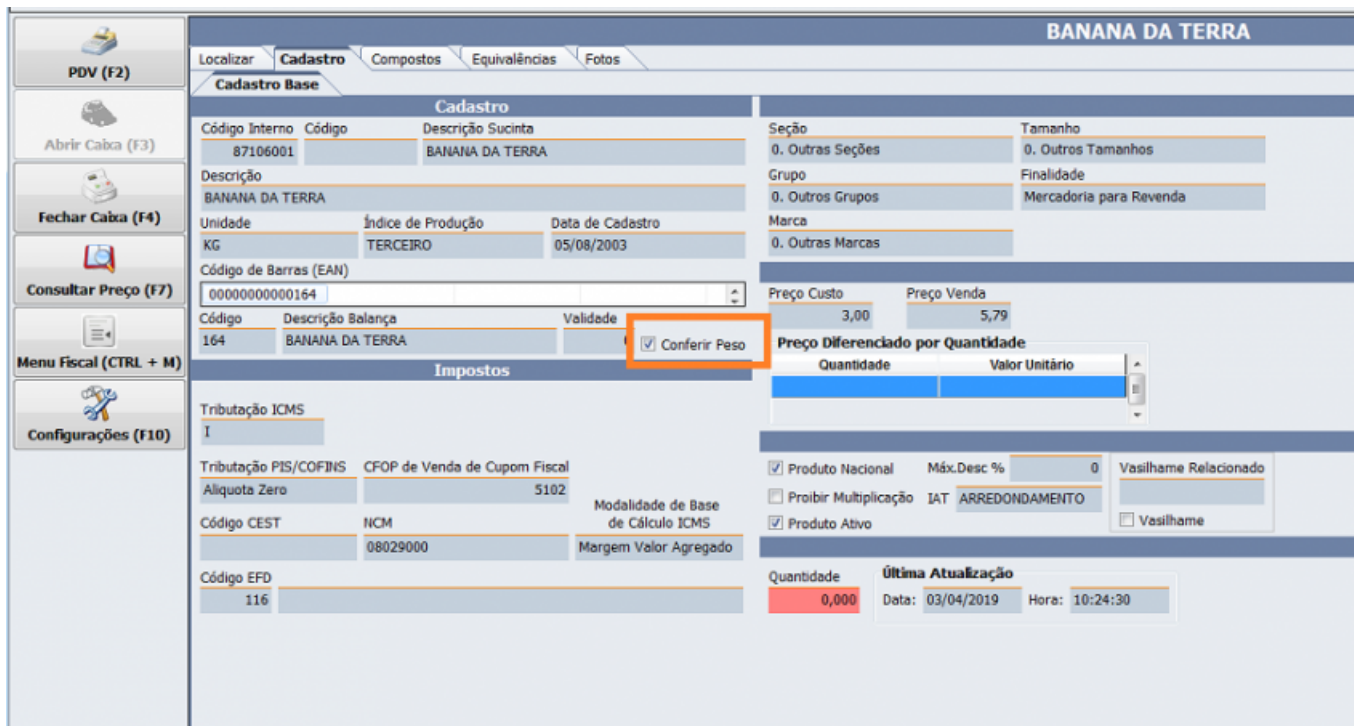 BANANA DA TERRA
PDV (F2)
Abrir Caixa (F3)
Fechar Caixa (F4)
Consultar Preço (F7)
Menu Fiscal (CTRL + M)
Configurações (F10)
Localizar Cadastro Compostos Equivalências Fotos
Cadastro Base
Cadastro
Código Interno Código Descrição Sucinta
87106001 BANANA DA TERRA
Descrição
BANANA DA TERRA
Unidade Índice de Produção Data de Cadastro
KG TERCEIRO 05/08/2003
Código de Barras (EAN)
00000000000164
Código Descrição Balança Validade
164 BANANA DA TERRA
Conferir Peso
Impostos
Tributação ICMS
I
Tributação PIS/COFINS CFOP de Venda de Cupom Fiscal
Aliquota Zero 5102
Modalidade de Base
de Cálculo ICMS
Código CEST NCM
08029000 Margem Valor Agregado
Código EFD
116
Seção Tamanho
0. Outras Seções 0. Outros Tamanhos
Grupo Finalidade
0. Outros Grupos Mercadoria para Revenda
Marca
0. Outras Marcas
Preço Custo Preço Venda
3,00 5,79
Preço Diferenciado por Quantidade
Quantidade Valor Unitário
Produto Nacional Máx.Desc % 0 Vasilhame Relacionado
Proibir Multiplicação IAT ARREDONDAMENTO
Produto Ativo Vasilhame
Quantidade Última Atualização
0,000 Data: 03/04/2019 Hora: 10:24:30